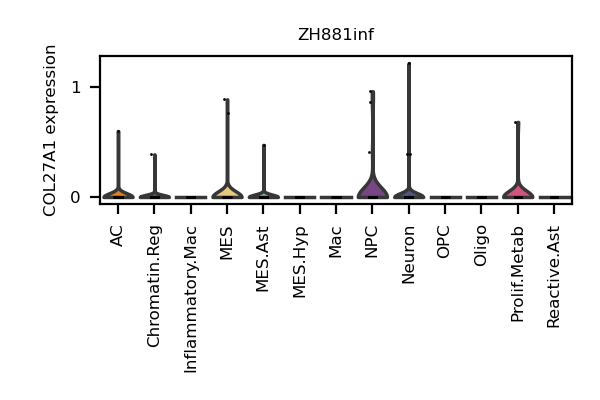 ZH881inf
COL27A1 expression
1
0
AC
Chromatin.Reg
Inflammatory.Mac
MES
MES.Ast
MES.Hyp
Mac
NPC
Neuron
OPC
Oligo
Prolif.Metab
Reactive.Ast